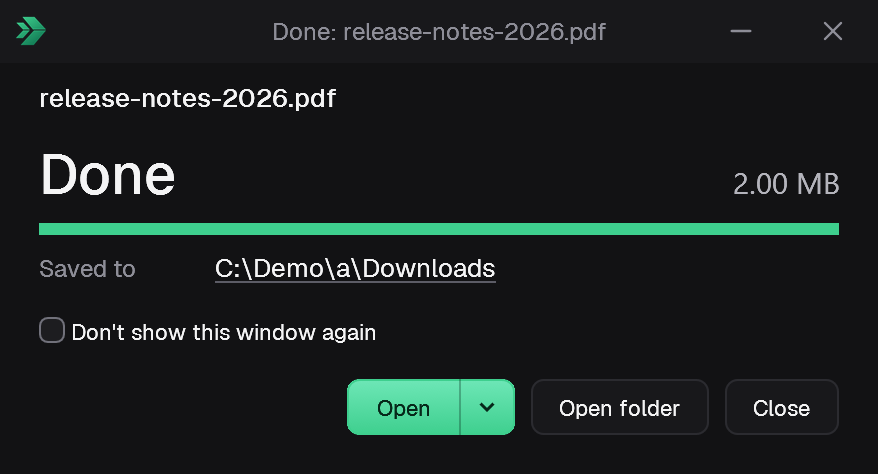 Done: release-notes-2026.pdf
release-notes-2026.pdf
Done
2.00 MB
Saved to C:\Demo\a\Downloads
Don't show this window again
Open Open folder Close